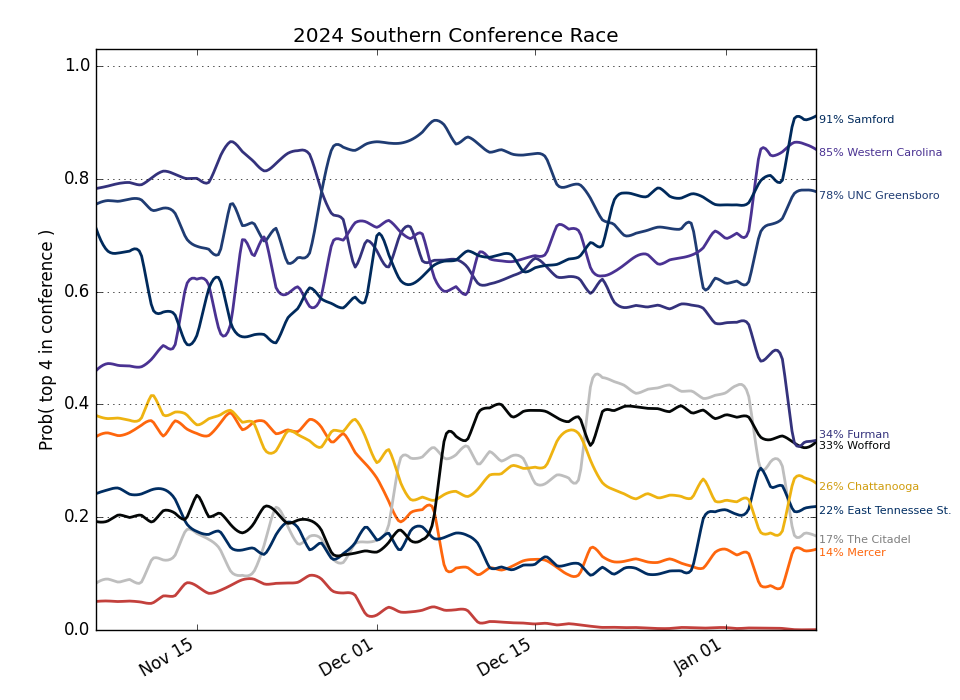 2024 Southern Conference Race
Prob( top 4 in conference )
1.0
0.8
0.6
0.4
0.2
0.0
Nov 15
Dec 01
Dec 15
Jan 01
91% Samford
85% Western Carolina
78% UNC Greensboro
34% Furman
33% Wofford
26% Chattanooga
22% East Tennessee St.
17% The Citadel
14% Mercer